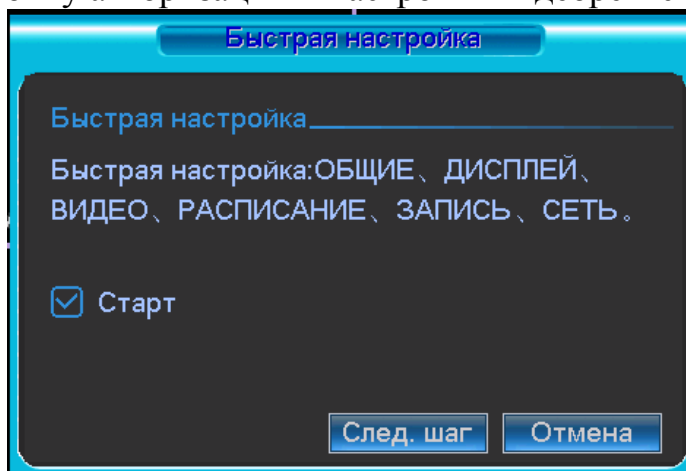 Быстрая настройка
Быстрая настройка
Быстрая настройка:ОБЩИЕ、ДИСПЛЕЙ、
ВИДЕО、РАСПИСАНИЕ、ЗАПИСЬ、СЕТЬ。
Старт
След. шаг Отмена